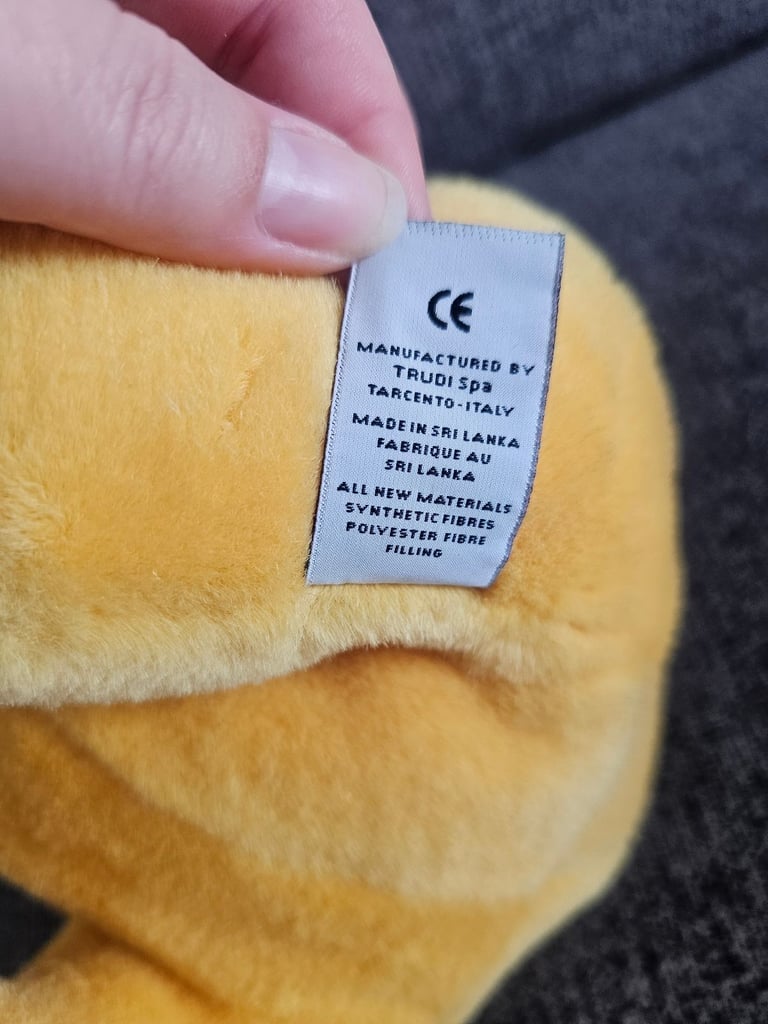 CE
MANUFACTURED BY
TRUDI Spa
TARCENTO-ITALY
MADE IN SRI LANKA
FABRIQUE AU
SRI LANKA
ALL NEW MATERIALS
SYNTHETIC FIBRES
POLYESTER FIBRE
FILLING